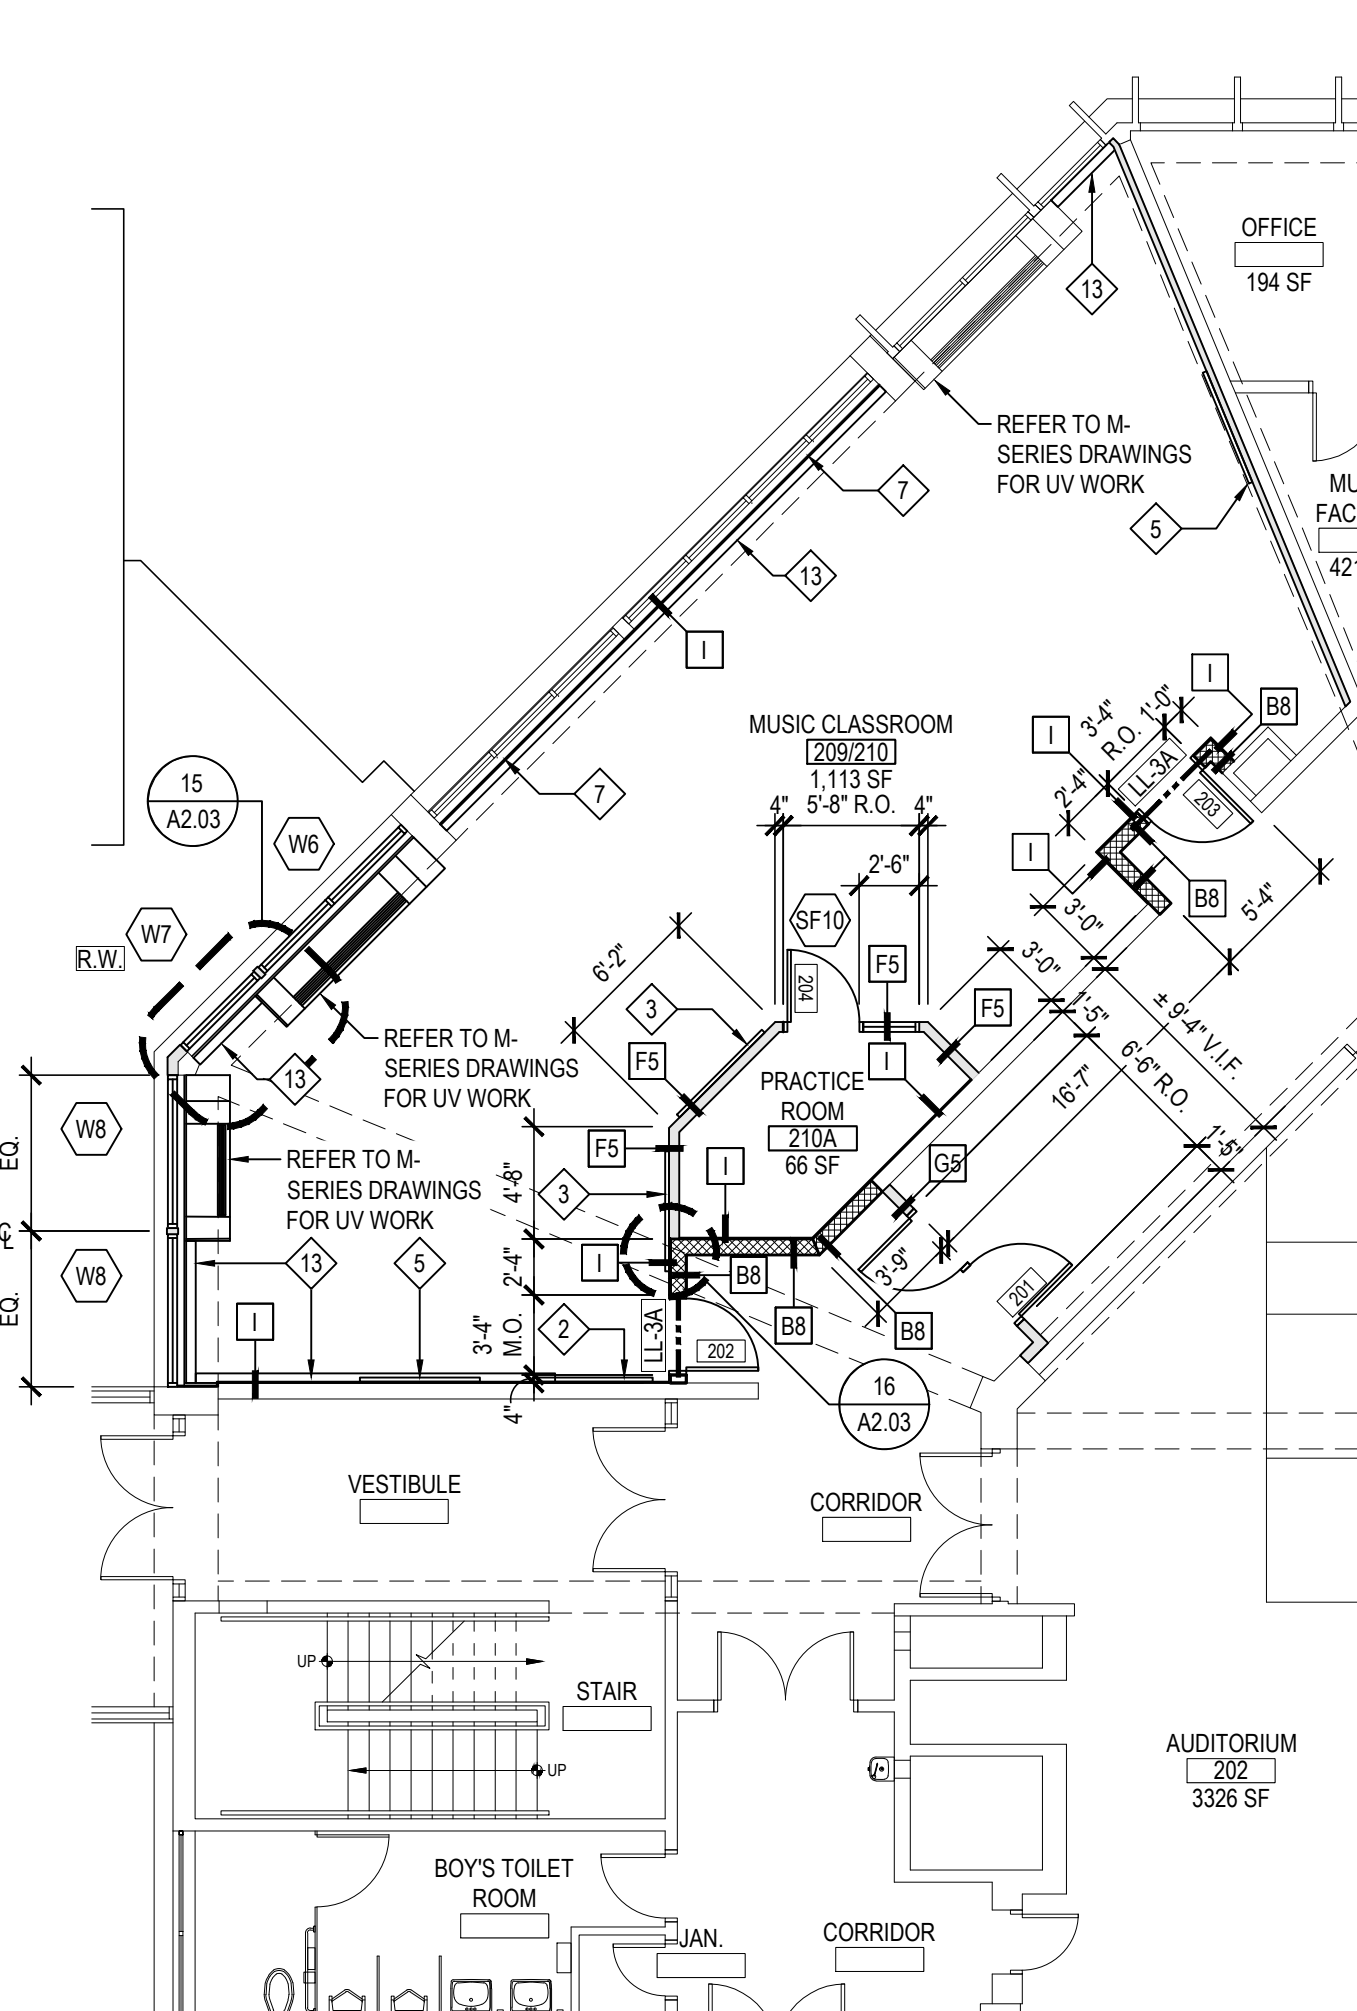 OFFICE
194 SF
13
REFER TO M-
SERIES DRAWINGS
FOR UV WORK
7
5
MU
FAC
421
13
I
I
B8
3'-4"
R.O.
1'-0"
I
LL-3A
2'-4"
203
MUSIC CLASSROOM
209/210
1,113 SF
4"
5'-8" R.O.
4"
7
15
A2.03
W6
I
B8
2'-6"
3'-0"
5'-4"
W7
R.W.
SF10
6'-2"
F5
204
3'-0"
3
F5
1'-5"
± 9'-4" V.I.F.
REFER TO M-
SERIES DRAWINGS
FOR UV WORK
13
F5
I
6'-6" R.O.
16'-7"
PRACTICE
ROOM
210A
66 SF
W8
EQ.
F5
1'-5"
REFER TO M-
SERIES DRAWINGS
FOR UV WORK
4'-8"
3
I
G5
℄
W8
EQ.
13
5
2'-4"
I
B8
3'-9"
201
I
3'-4"
M.O.
2
LL-3A
202
B8
B8
4"
16
A2.03
VESTIBULE
CORRIDOR
UP
STAIR
UP
AUDITORIUM
202
3326 SF
BOY'S TOILET
ROOM
JAN.
CORRIDOR